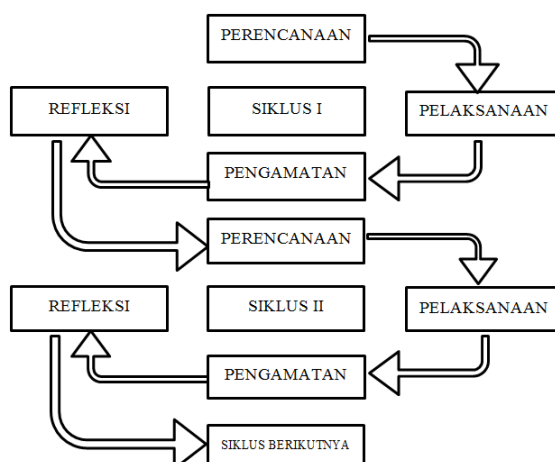 PERENCANAAN
REFLEKSI
SIKLUS I
PELAKSANAAN
PENGAMATAN
PERENCANAAN
REFLEKSI
SIKLUS II
PELAKSANAAN
PENGAMATAN
SIKLUS BERIKUTNYA